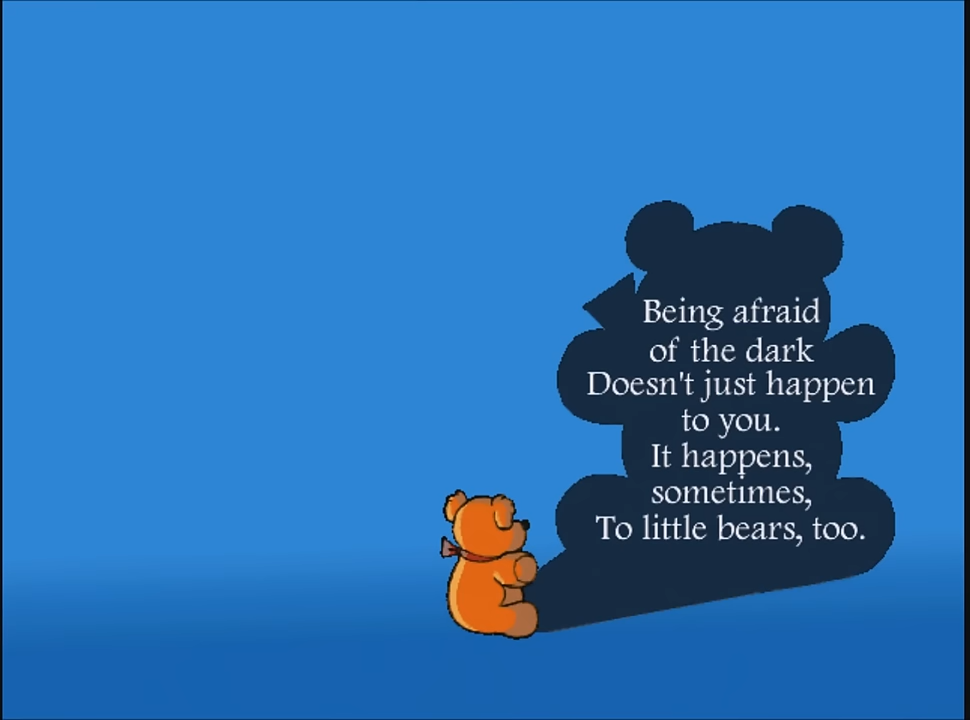 Being afraid
of the dark
Doesn't just happen
to you.
It happens,
sometimes,
To little bears, too.